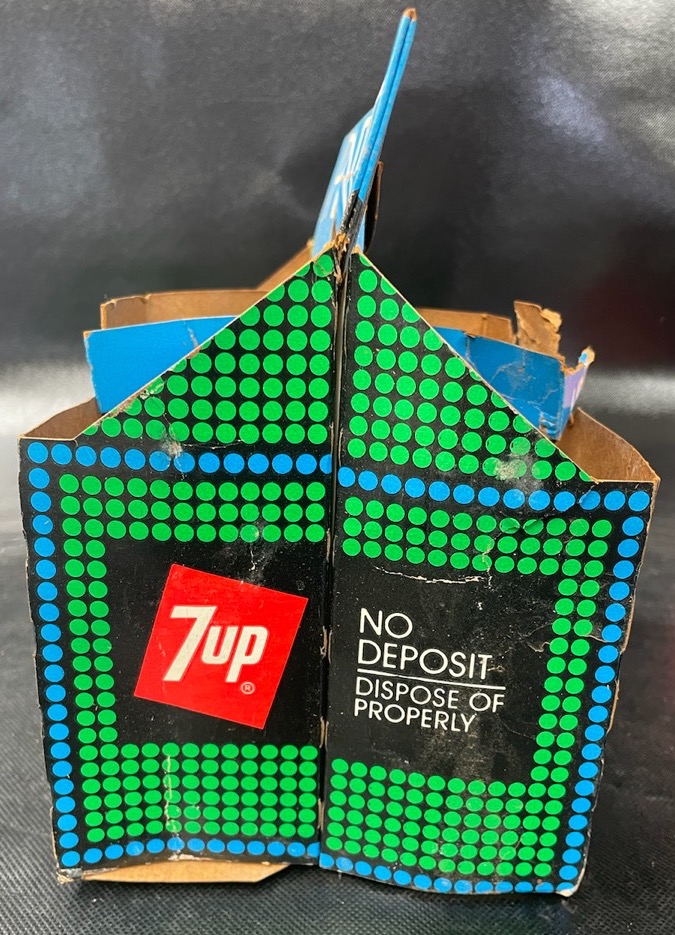 7up
®
NO
DEPOSIT
DISPOSE OF
PROPERLY